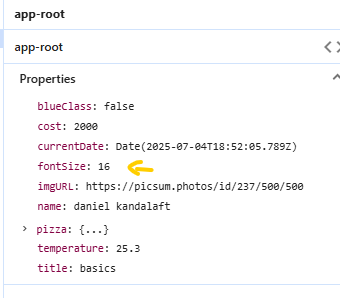 app-root
app-root
Properties
blueClass: false
cost: 2000
currentDate: Date(2025-07-04T18:52:05.789Z)
fontSize: 16
imgURL: https://picsum.photos/id/237/500/500
name: daniel kandalaft
pizza: {...}
temperature: 25.3
title: basics